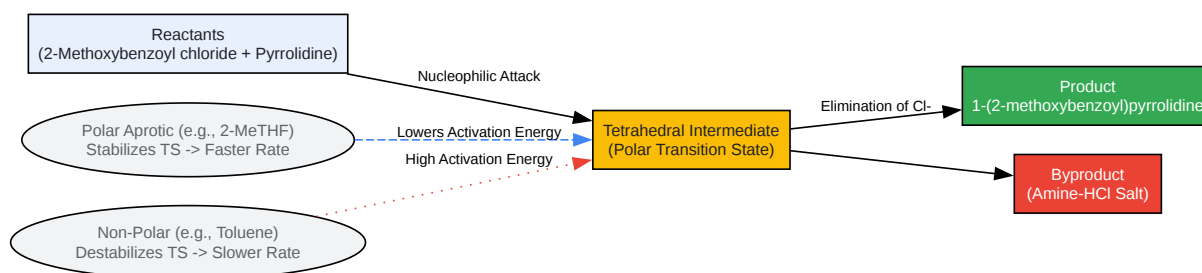 Reactants
(2-Methoxybenzoyl chloride + Pyrrolidine)
Nucleophilic Attack
Polar Aprotic (e.g., 2-MeTHF)
Stabilizes TS -> Faster Rate
Lowers Activation Energy
High Activation Energy
Non-Polar (e.g., Toluene)
Destabilizes TS -> Slower Rate
Tetrahedral Intermediate
(Polar Transition State)
Elimination of Cl-
Product
1-(2-methoxybenzoyl)pyrrolidine
Byproduct
(Amine-HCl Salt)